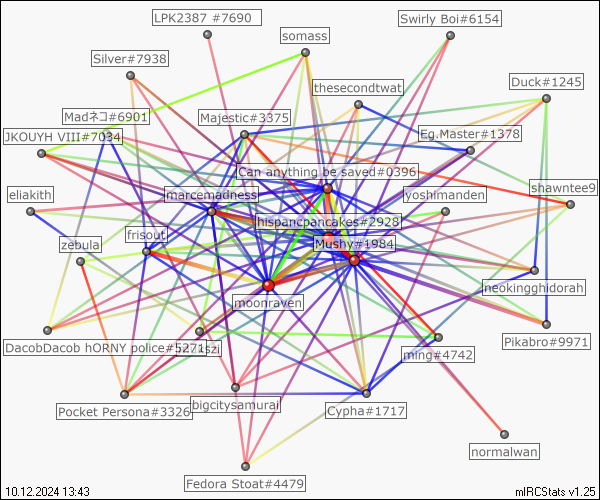 LPK2387 #7690
Swirly Boi#6154
somass
Silver#7938
thesecondtwat
Duck#1245
Madネコ#6901
Majestic#3375
Eg.Master#1378
JKOUYH VIII#7034
Can anything be saved#0396
eliakith
marcemadness
yoshimanden
shawntee9
hispancpancakes#2928
frisout
zebula
Mushy#1984
neokingghidorah
moonraven
DacobDacob hORNY police#5271
szi
ming#4742
Pikabro#9971
Pocket Persona#3326
bigcitysamurai
Cypha#1717
normalwan
Fedora Stoat#4479
10.12.2024 13:43
mIRCStats v1.25